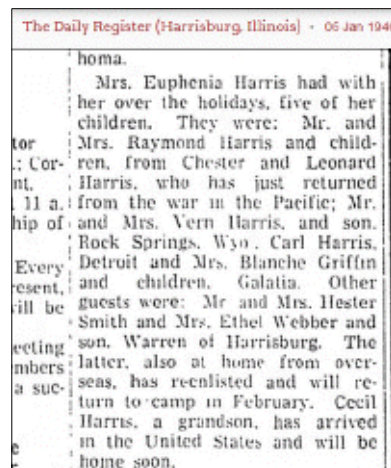 The Daily Register (Harrisburg, Illinois) · 06 Jan 194
homa.
Mrs. Euphenia Harris had with
her over the holidays, five of her
children. They were: Mr. and
Mrs. Raymond Harris and child-
ren, from Chester and Leonard
Harris, who has just returned
from the war in the Pacific; Mr.
and Mrs. Vern Harris, and son.
Rock Springs, Wyo. Carl Harris,
Detroit and Mrs. Blanche Griffin
and children, Galatia. Other
guests were: Mr and Mrs. Hester
Smith and Mrs. Ethel Webber and
son, Warren of Harrisburg. The
latter, also at home from over-
seas, has reenlisted and will re-
turn to camp in February. Cecil
Harris, a grandson, has arrived
in the United States and will be
home soon.
tor
.; Cor-
nt.
11 a.
hip of
Every
resent,
ill be
eeting
mbers
a suc-
e